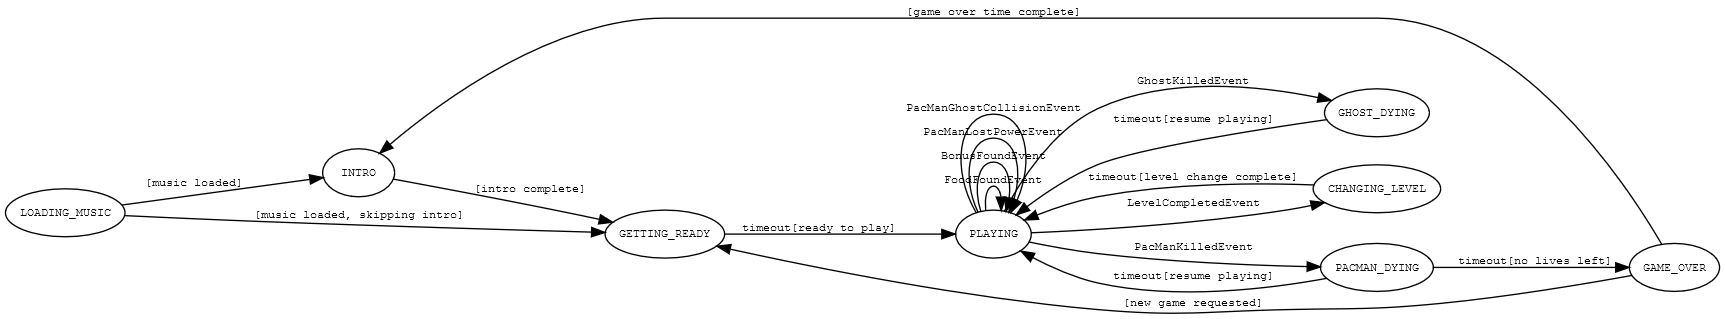 [game over time complete]
GhostKilledEvent
PacManGhostCollisionEvent
GHOST_DYING
timeout[resume playing]
PacManLostPowerEvent
BonusFoundEvent
INTRO
timeout[level change complete]
FoodFoundEvent
[music loaded]
[intro complete]
CHANGING_LEVEL
LevelCompletedEvent
LOADING_MUSIC
[music loaded, skipping intro]
timeout[ready to play]
GETTING_READY
PLAYING
PacManKilledEvent
timeout[no lives left]
PACMAN_DYING
GAME_OVER
timeout[resume playing]
[new game requested]